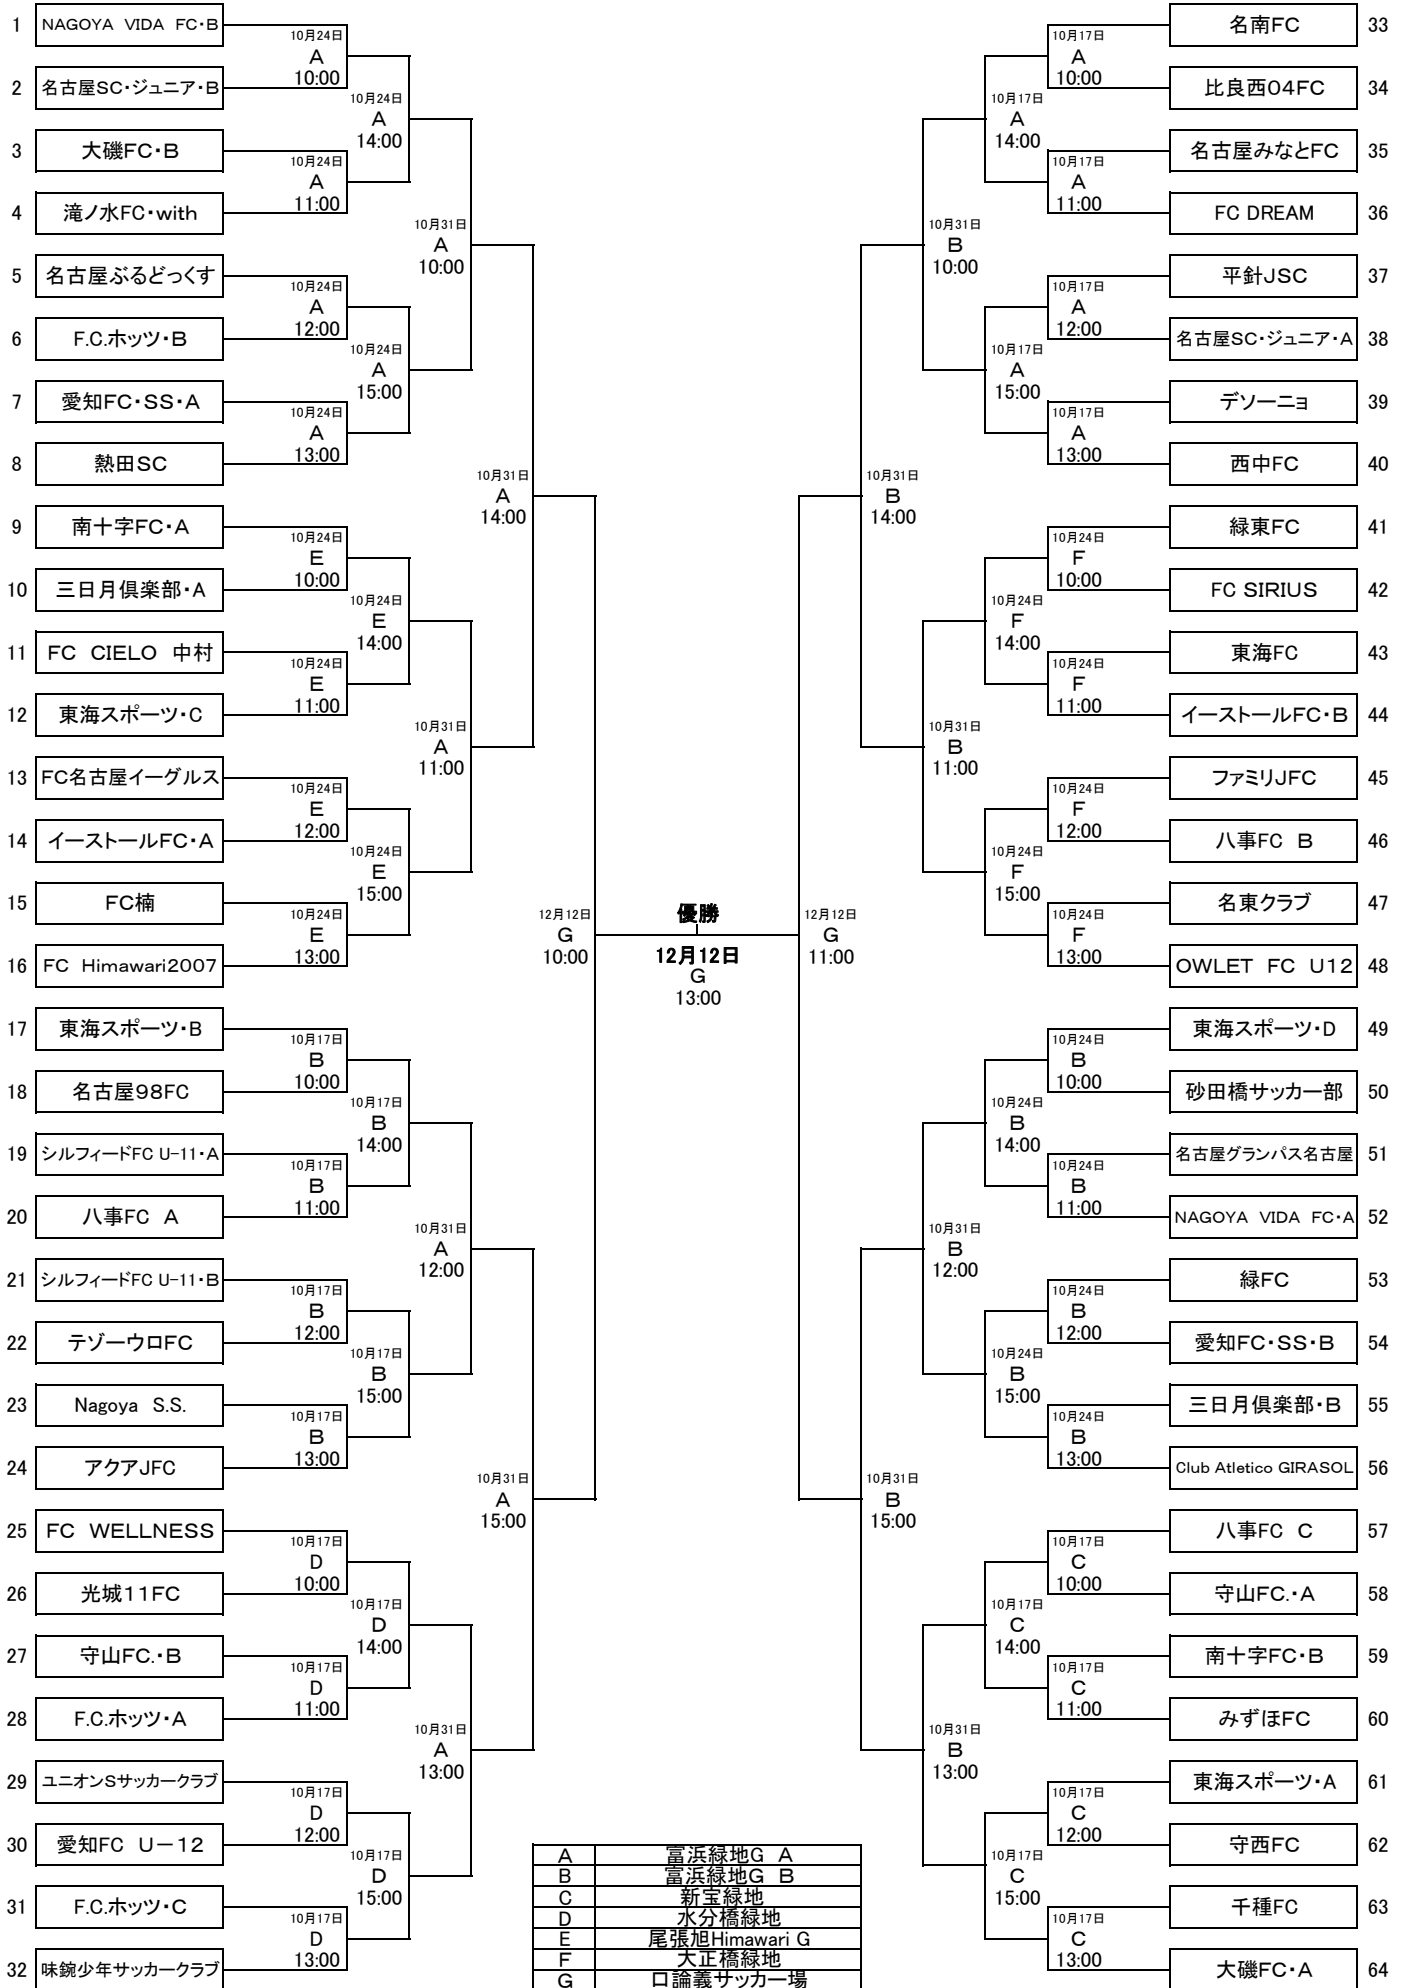 1 NAGOYA VIDA FC・B
2 名古屋SC・ジュニア・B
10月24日
A
10:00
3 大磯FC・B
4 滝ノ水FC・with
10月24日
A
11:00
10月24日
A
14:00
5 名古屋ぶるどっくす
6 F.C.ホッツ・B
10月24日
A
12:00
7 愛知FC・SS・A
8 熱田SC
10月24日
A
13:00
10月24日
A
15:00
10月31日
A
10:00
9 南十字FC・A
10 三日月倶楽部・A
10月24日
E
10:00
11 FC CIELO 中村
12 東海スポーツ・C
10月24日
E
11:00
10月24日
E
14:00
13 FC名古屋イーグルス
14 イーストールFC・A
10月24日
E
12:00
15 FC楠
16 FC Himawari2007
10月24日
E
13:00
10月24日
E
15:00
10月31日
A
11:00
10月31日
A
14:00
17 東海スポーツ・B
18 名古屋98FC
10月17日
B
10:00
19 シルフィードFC U-11・A
20 八事FC A
10月17日
B
11:00
10月17日
B
14:00
21 シルフィードFC U-11・B
22 テゾーウロFC
10月17日
B
12:00
23 Nagoya S.S.
24 アクアJFC
10月17日
B
13:00
10月17日
B
15:00
10月31日
A
12:00
25 FC WELLNESS
26 光城11FC
10月17日
D
10:00
27 守山FC.・B
28 F.C.ホッツ・A
10月17日
D
11:00
10月17日
D
14:00
29 ユニオンSサッカークラブ
30 愛知FC U－12
10月17日
D
12:00
31 F.C.ホッツ・C
32 味鋺少年サッカークラブ
10月17日
D
13:00
10月17日
D
15:00
10月31日
A
13:00
10月31日
A
15:00
12月12日
G
10:00
優勝
12月12日
G
13:00
12月12日
G
11:00
名南FC 33
比良西04FC 34
10月17日
A
10:00
名古屋みなとFC 35
FC DREAM 36
10月17日
A
11:00
10月17日
A
14:00
平針JSC 37
名古屋SC・ジュニア・A 38
10月17日
A
12:00
デソーニョ 39
西中FC 40
10月17日
A
13:00
10月17日
A
15:00
10月31日
B
10:00
緑東FC 41
FC SIRIUS 42
10月24日
F
10:00
東海FC 43
イーストールFC・B 44
10月24日
F
11:00
10月24日
F
14:00
ファミリJFC 45
八事FC B 46
10月24日
F
12:00
名東クラブ 47
OWLET FC U12 48
10月24日
F
13:00
10月24日
F
15:00
10月31日
B
11:00
10月31日
B
14:00
東海スポーツ・D 49
砂田橋サッカー部 50
10月24日
B
10:00
名古屋グランパス名古屋 51
NAGOYA VIDA FC・A 52
10月24日
B
11:00
10月24日
B
14:00
緑FC 53
愛知FC・SS・B 54
10月24日
B
12:00
三日月倶楽部・B 55
Club Atletico GIRASOL 56
10月24日
B
13:00
10月24日
B
15:00
10月31日
B
12:00
八事FC C 57
守山FC.・A 58
10月17日
C
10:00
南十字FC・B 59
みずほFC 60
10月17日
C
11:00
10月17日
C
14:00
東海スポーツ・A 61
守西FC 62
10月17日
C
12:00
千種FC 63
大磯FC・A 64
10月17日
C
13:00
10月17日
C
15:00
10月31日
B
13:00
10月31日
B
15:00
A 富浜緑地G A
B 富浜緑地G B
C 新宝緑地
D 水分橋緑地
E 尾張旭Himawari G
F 大正橋緑地
G 口論義サッカー場